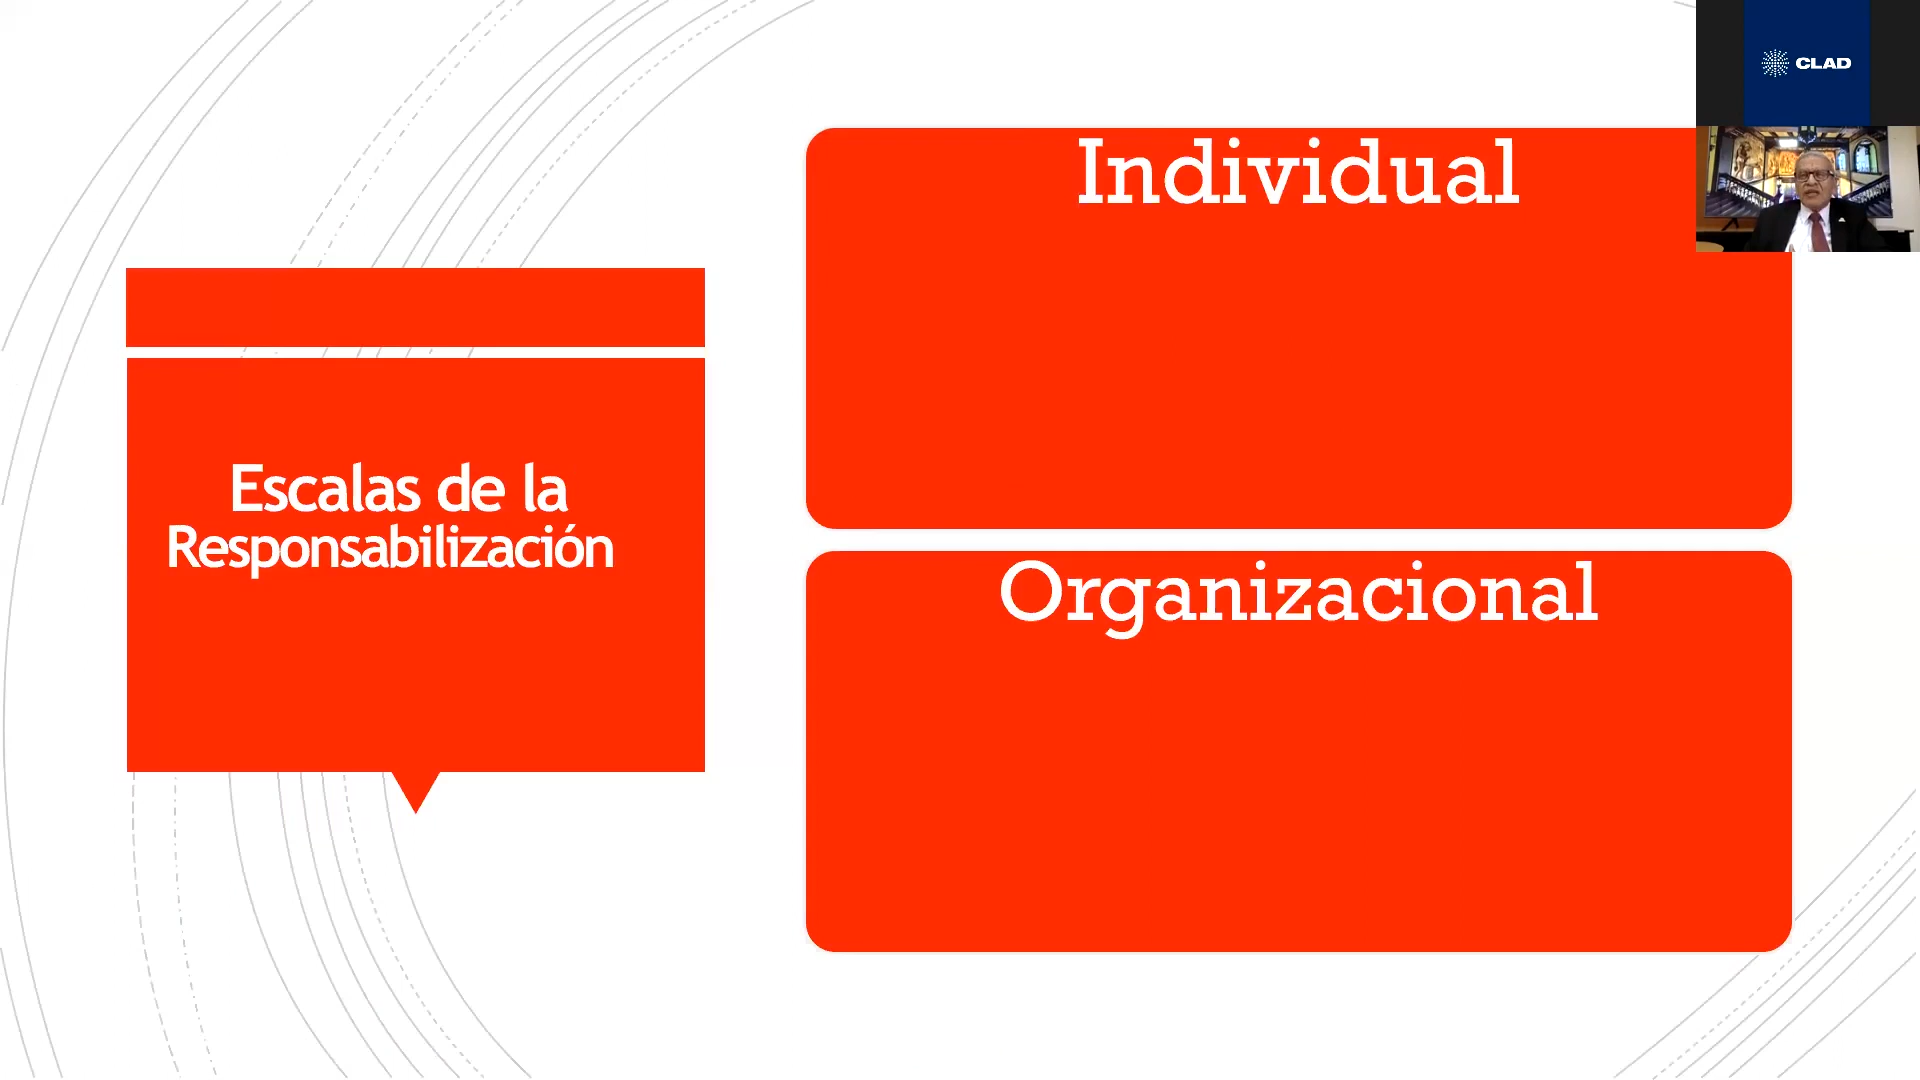 Escalas de la
Responsabilización
Individual
Organizacional
CLAD